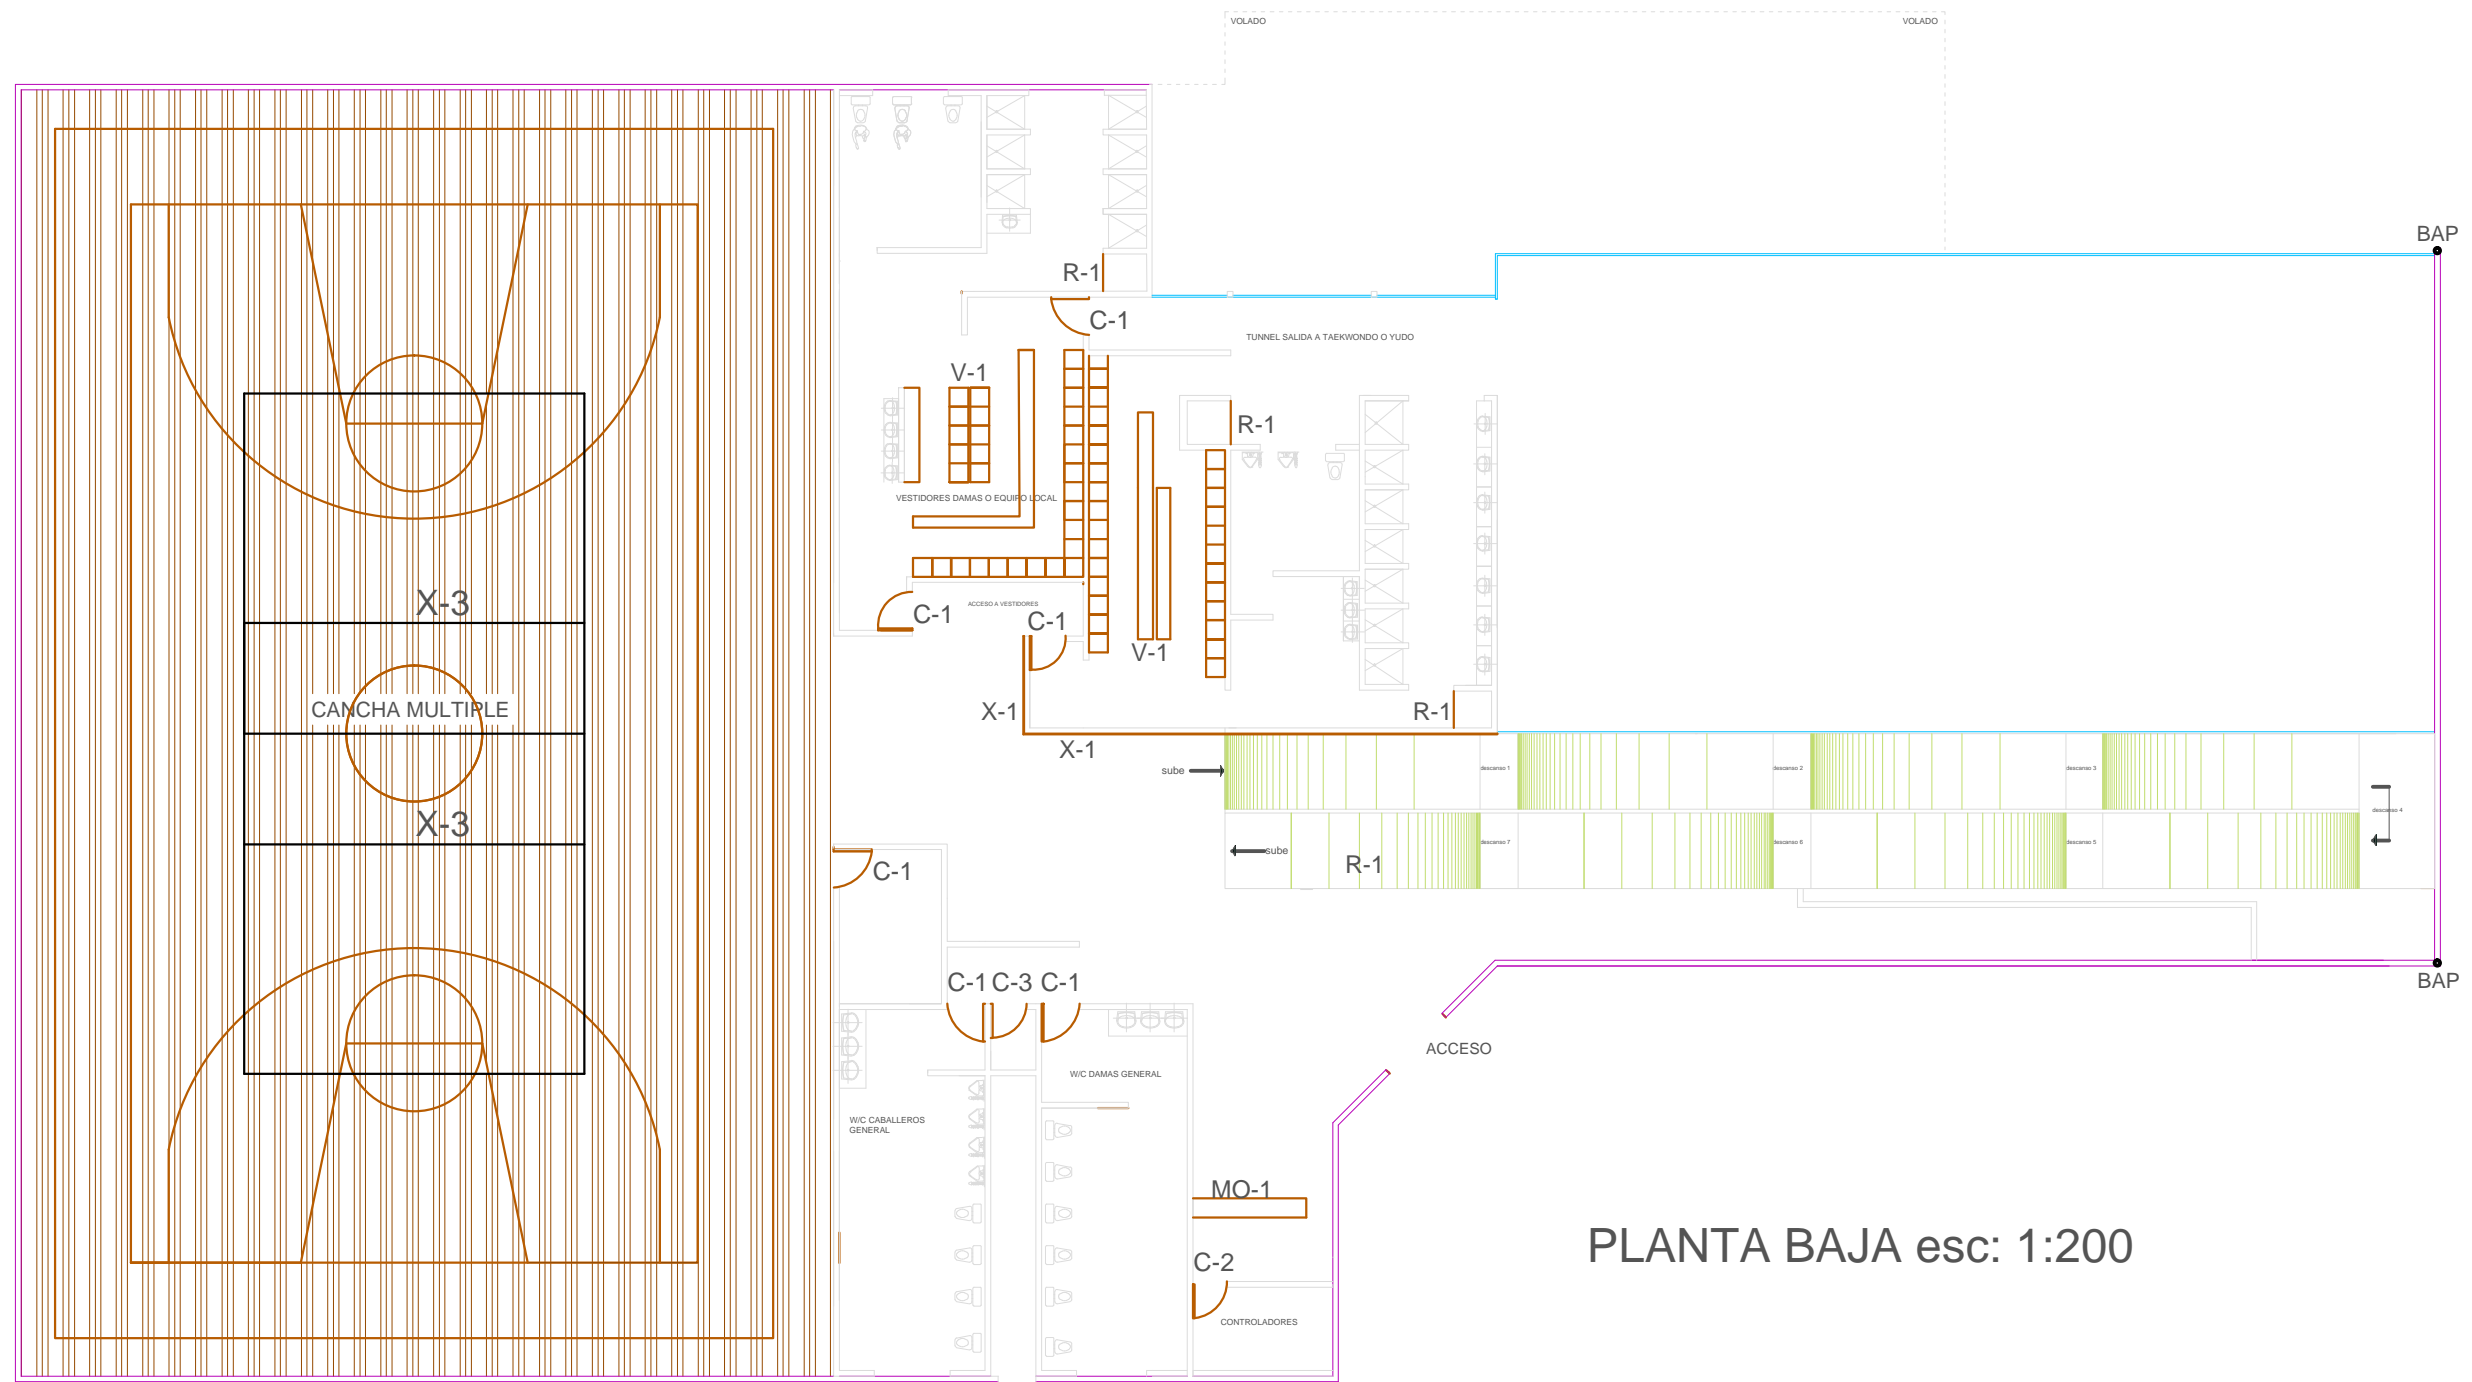 VOLADO
VOLADO
BAP
R-1
C-1
TUNNEL SALIDA A TAEKWONDO O YUDO
V-1
R-1
VESTIDORES DAMAS O EQUIPO LOCAL
X-3
ACCESO A VESTIDORES
C-1
C-1
V-1
CANCHA MULTIPLE
X-1
R-1
X-1
sube
descanso 1
descanso 2
descanso 3
descanso 4
X-3
sube
descanso 7
descanso 6
descanso 5
R-1
C-1
C-1
C-3
C-1
BAP
ACCESO
W/C DAMAS GENERAL
W/C CABALLEROS
GENERAL
MO-1
PLANTA BAJA esc: 1:200
C-2
CONTROLADORES